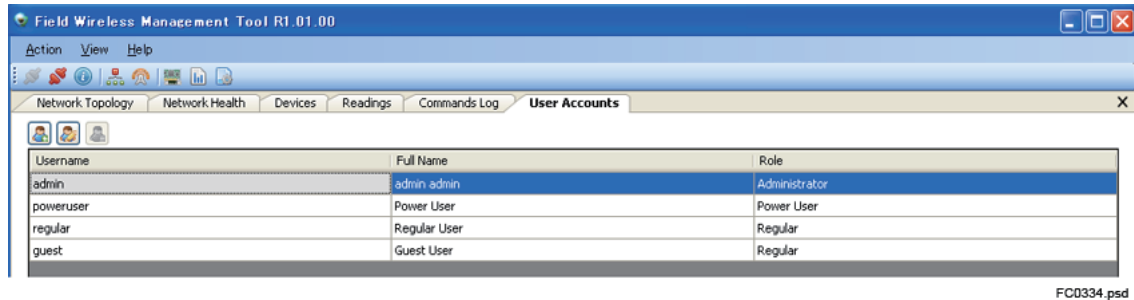 Field Wireless Management Tool R1.01.00
Action View Help
Network Topology Network Health Devices Readings Commands Log User Accounts X
Username Full Name Role
admin admin admin Administrator
poweruser Power User Power User
regular Regular User Regular
guest Guest User Regular
FC0334.psd